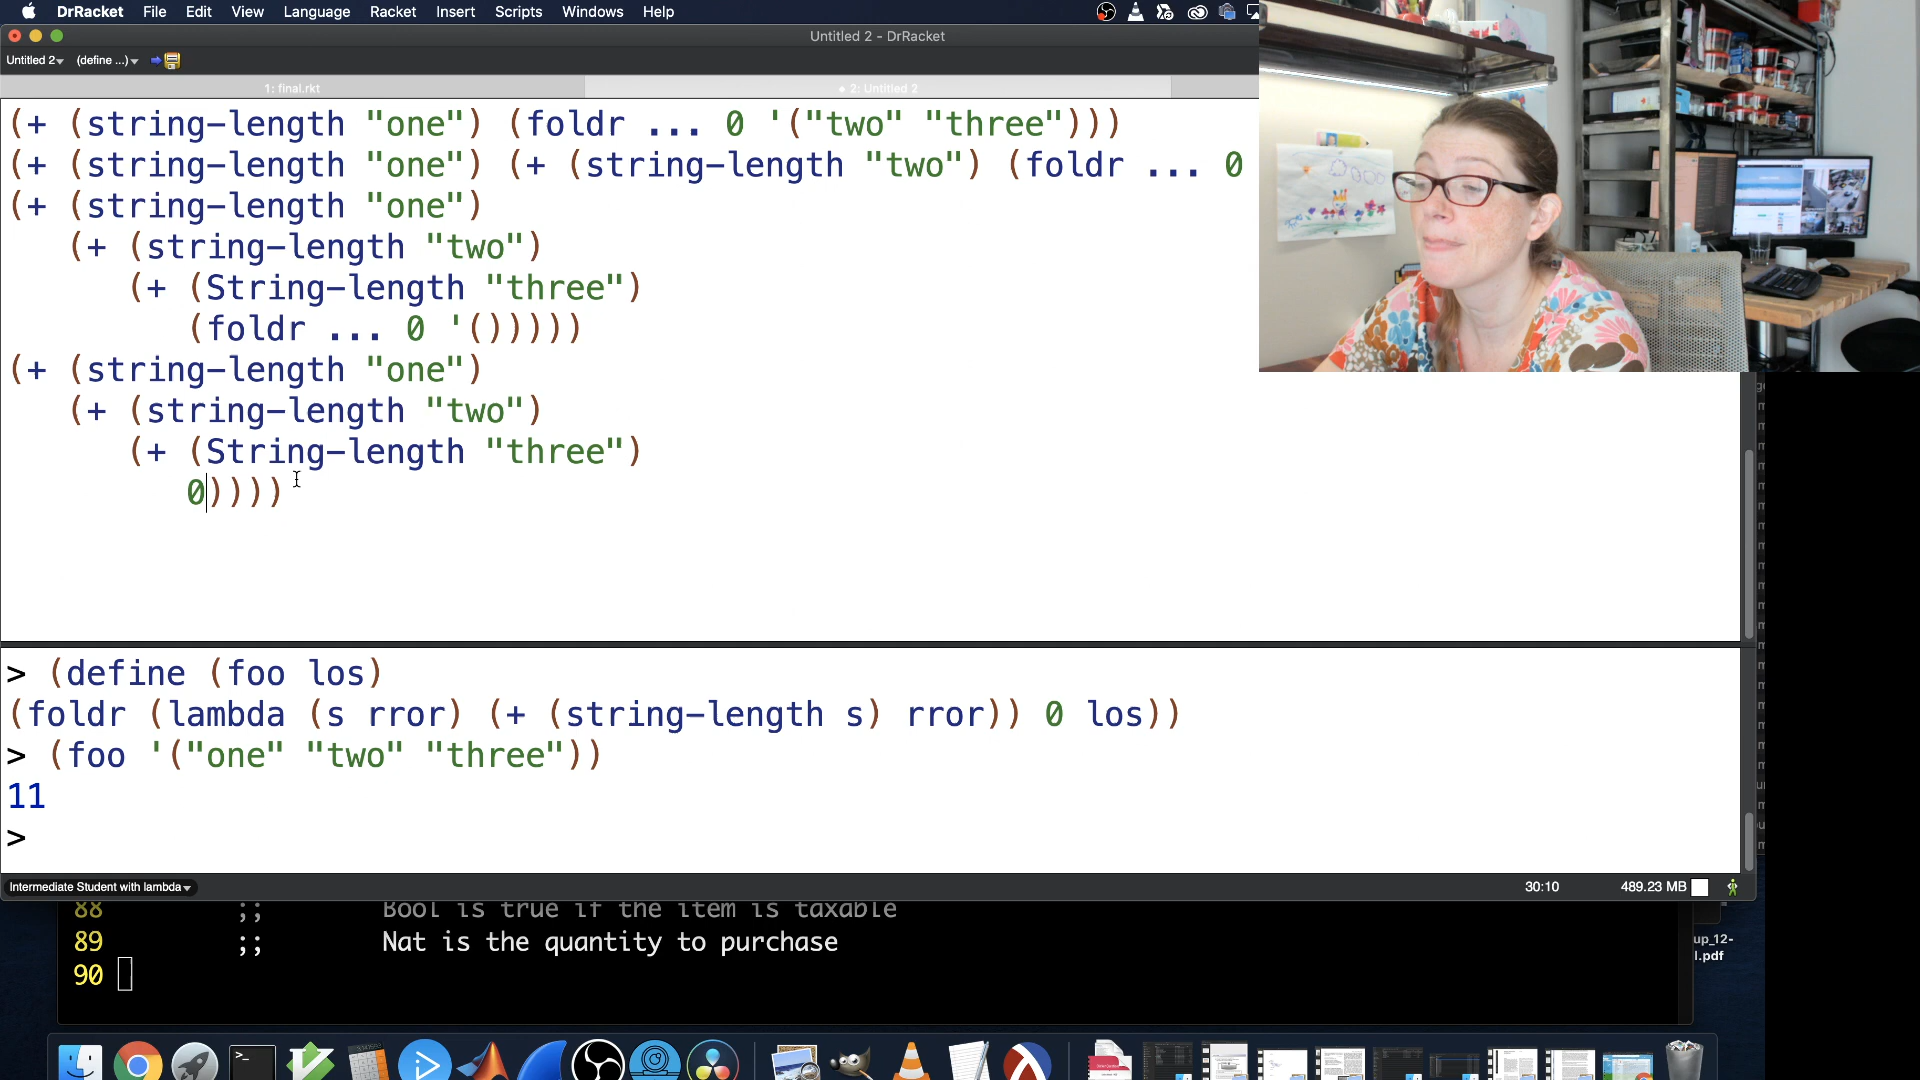 DrRacket File Edit View Language Racket Insert Scripts Windows Help
Untitled 2 - DrRacket
Untitled 2 (define ...)
1: final.rkt
2: Untitled 2
(+ (string-length "one") (foldr ... 0 '("two" "three")))
(+ (string-length "one") (+ (string-length "two") (foldr ... 0
(+ (string-length "one")
(+ (string-length "two")
(+ (String-length "three")
(foldr ... 0 '()))))
(+ (string-length "one")
(+ (string-length "two")
(+ (String-length "three")
0))))
> (define (foo los)
(foldr (lambda (s rror) (+ (string-length s) rror)) 0 los))
> (foo '("one" "two" "three"))
11
>
Intermediate Student with lambda
30:10
489.23 MB
88 ;; Bool is true if the item is taxable
89 ;; Nat is the quantity to purchase
90
up_12-
l.pdf